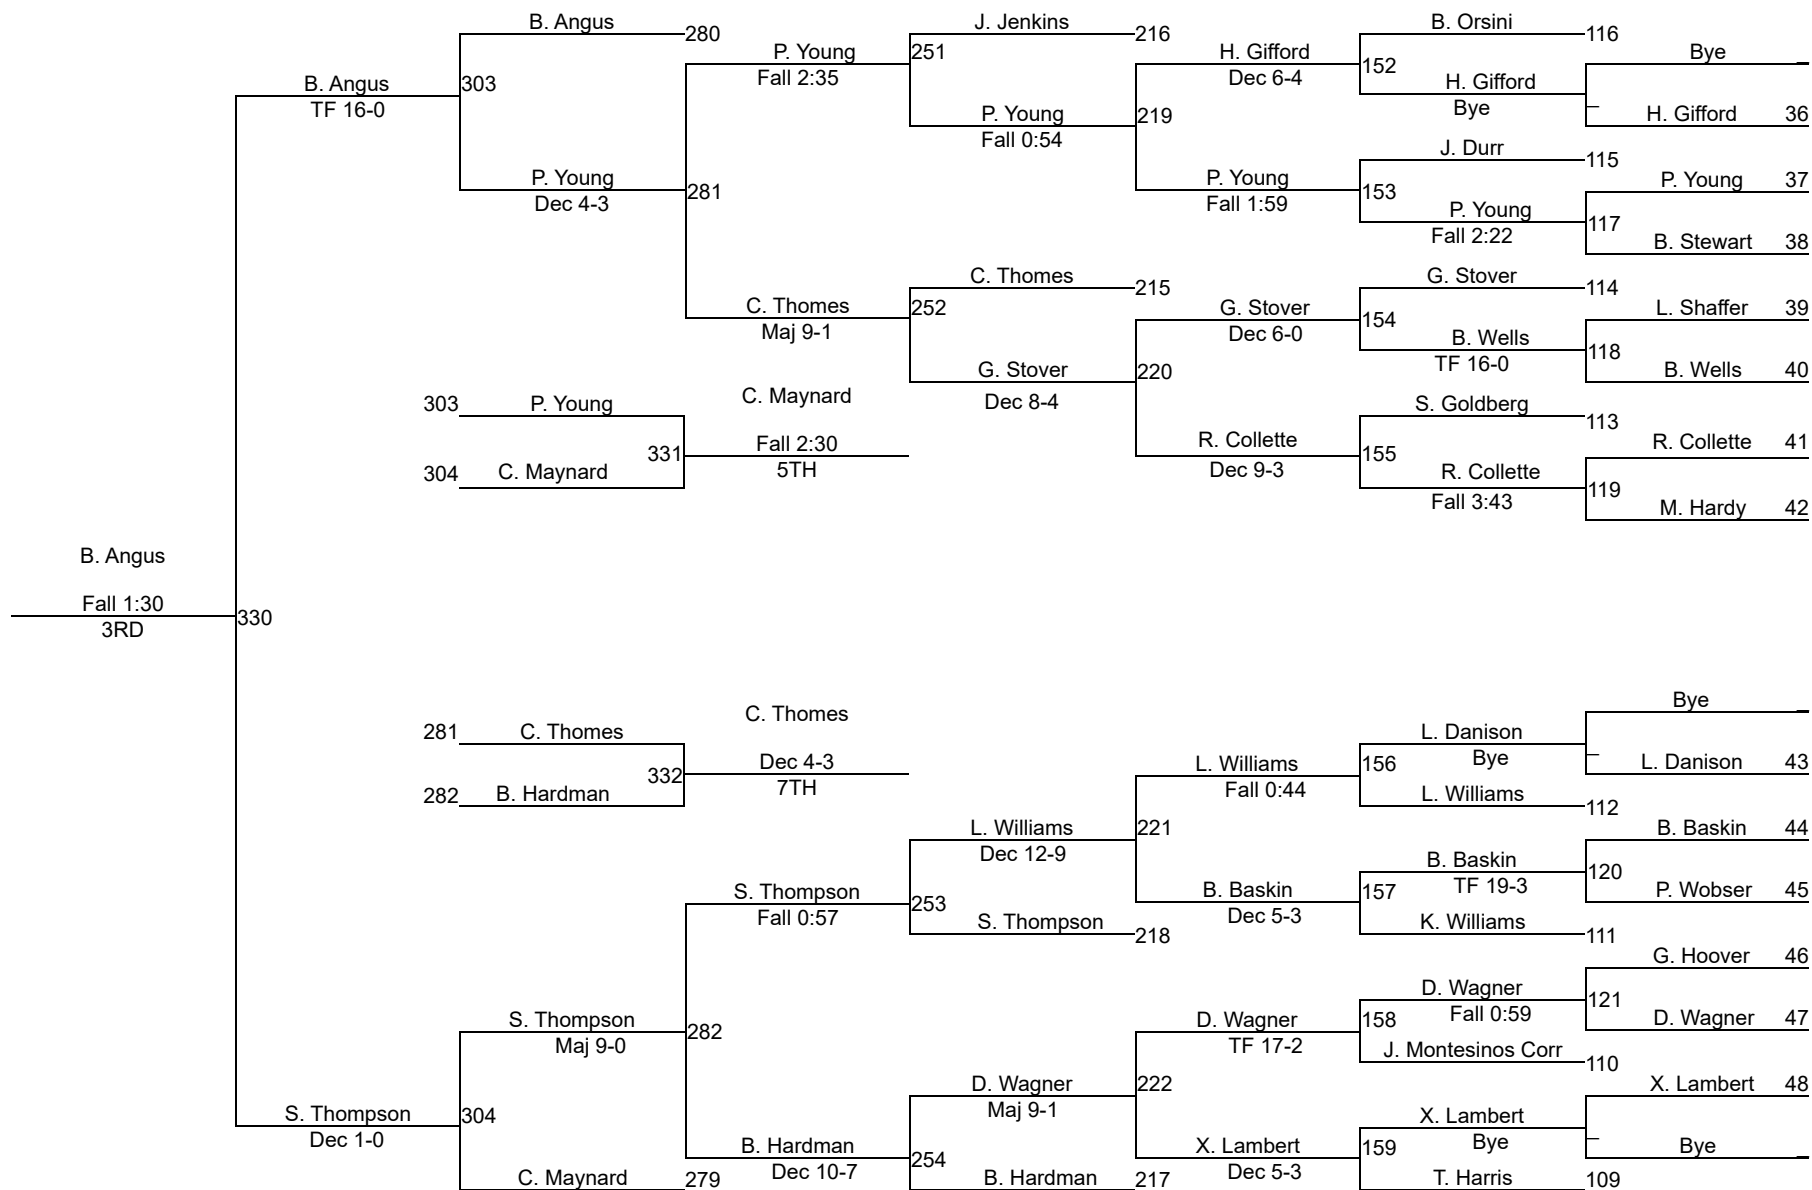 B. Angus 280 J. Jenkins 216 B. Orsini 116
P. Young 251 H. Gifford Bye
Fall 2:35 Dec 6-4 152
B. Angus 303 H. Gifford
TF 16-0 P. Young 219 Bye H. Gifford 36
Fall 0:54 J. Durr 115
P. Young 281 P. Young 153 P. Young 37
Dec 4-3 Fall 1:59 P. Young 117
Fall 2:22 B. Stewart 38
C. Thomes 215 G. Stover 114
C. Thomes 252 G. Stover 154 L. Shaffer 39
Maj 9-1 Dec 6-0 B. Wells 118
G. Stover 220 TF 16-0 B. Wells 40
303 P. Young C. Maynard Dec 8-4 S. Goldberg 113
331 Fall 2:30 R. Collette 155 R. Collette 41
304 C. Maynard 5TH Dec 9-3 R. Collette 119
Fall 3:43 M. Hardy 42
B. Angus
Fall 1:30 330
3RD
C. Thomes Bye
281 C. Thomes L. Danison
332 Dec 4-3 L. Williams 156 Bye L. Danison 43
282 B. Hardman 7TH Fall 0:44 L. Williams 112
L. Williams 221 B. Baskin 44
Dec 12-9 B. Baskin 120
S. Thompson 253 B. Baskin 157 TF 19-3 P. Wobser 45
Fall 0:57 S. Thompson 218 Dec 5-3 K. Williams 111
G. Hoover 46
D. Wagner 121
S. Thompson 282 D. Wagner 158 Fall 0:59 D. Wagner 47
Maj 9-0 TF 17-2 J. Montesinos Corr 110
D. Wagner 222 X. Lambert 48
S. Thompson 304 Maj 9-1 X. Lambert
Dec 1-0 B. Hardman 254 X. Lambert 159 Bye Bye
C. Maynard 279 Dec 10-7 B. Hardman 217 Dec 5-3 T. Harris 109